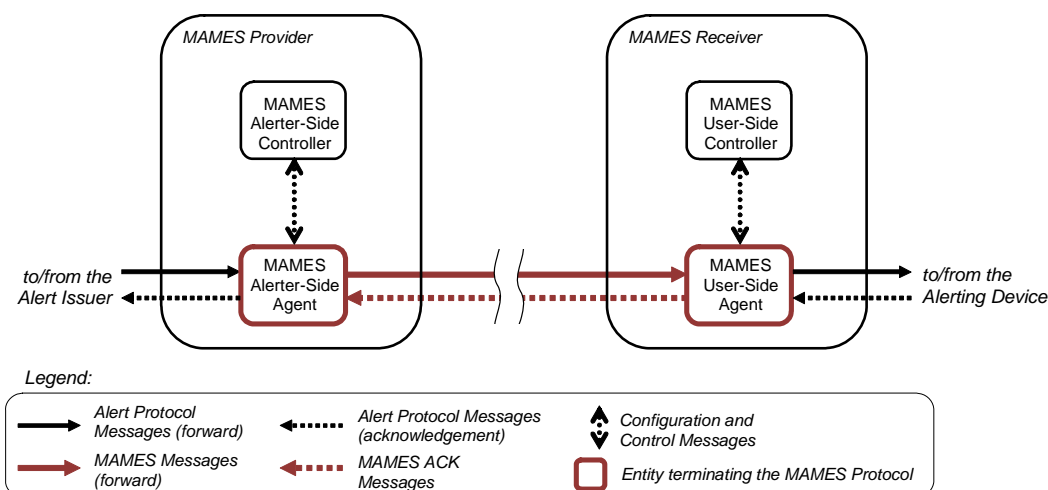 MAMES Provider
MAMES Receiver
MAMES
Alerter-Side
Controller
MAMES
User-Side
Controller
to/from the
Alert Issuer
MAMES
Alerter-Side
Agent
MAMES
User-Side
Agent
to/from the
Alerting Device
Legend:
Alert Protocol
Messages (forward)
Alert Protocol Messages
(acknowledgement)
Configuration and
Control Messages
MAMES Messages
(forward)
MAMES ACK
Messages
Entity terminating the MAMES Protocol